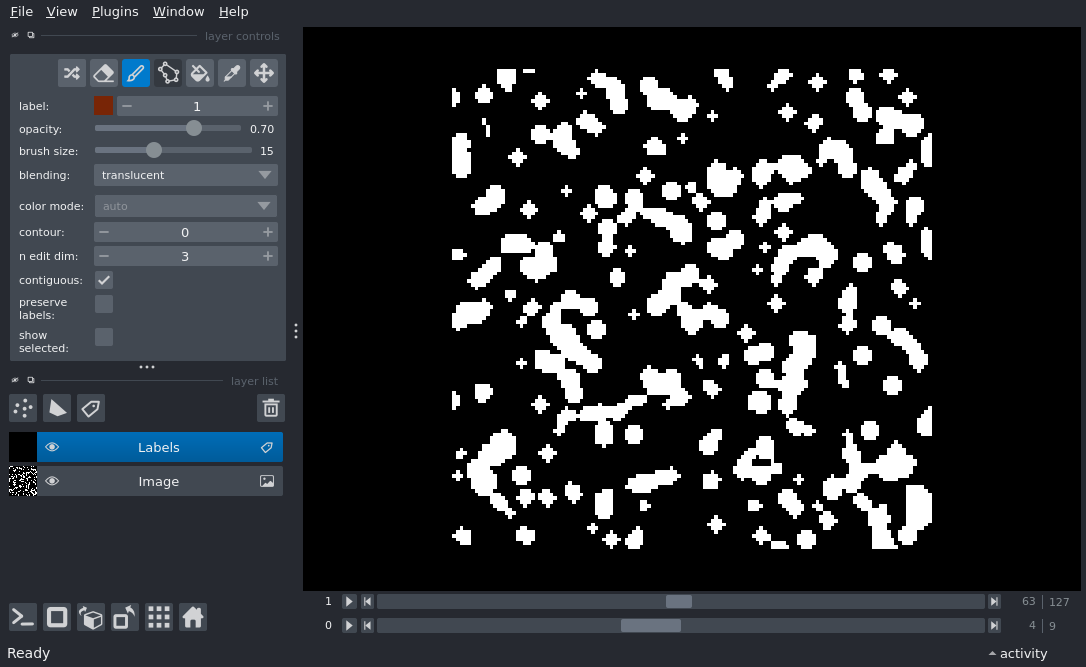 File View Plugins Window Help
layer controls
label: 1
opacity: 0.70
brush size: 15
blending: translucent
color mode: auto
contour: 0
n edit dim: 3
contiguous:
preserve
labels:
show
selected:
layer list
Labels
Image
1 63 127
0 4 9
Ready
activity